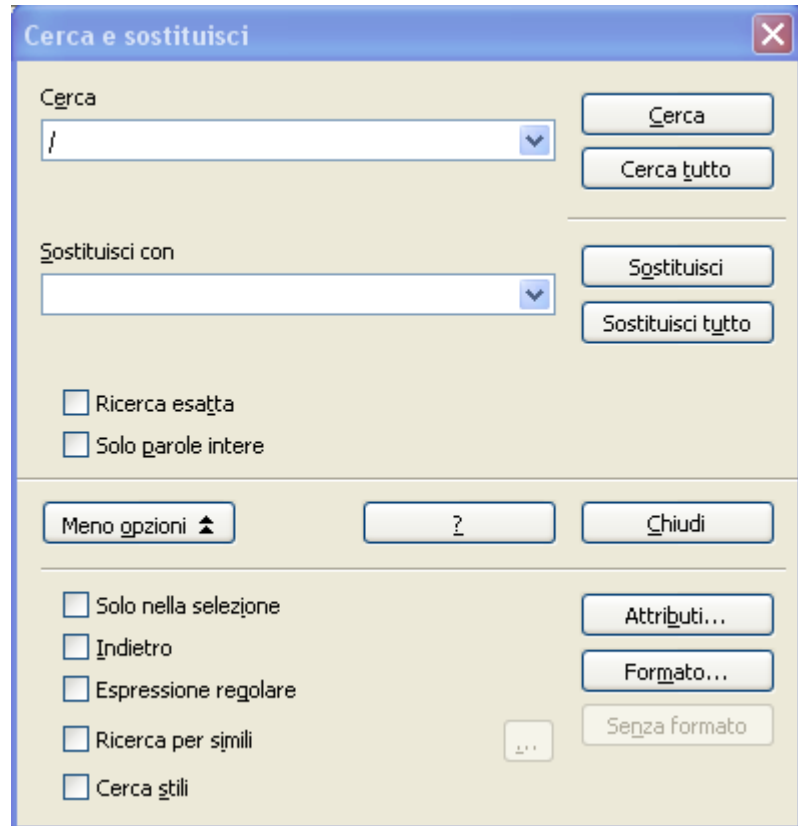 Cerca e sostituisci
Cerca
/
Cerca
Cerca tutto
Sostituisci con
Sostituisci
Sostituisci tutto
Ricerca esatta
Solo parole intere
Meno opzioni
?
Chiudi
Solo nella selezione
Indietro
Espressione regolare
Ricerca per simili
Cerca stili
...
Attributi...
Formato...
Senza formato